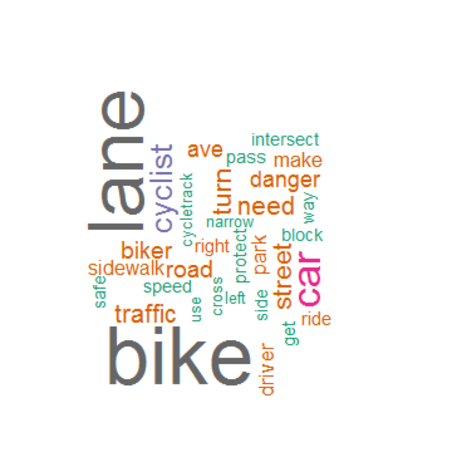 lane
cyclist
ave
intersect
pass
make
cycletrack
turn
danger
need
way
narrow
block
biker
right
protect
park
street
car
sidewalk
road
safe
speed
use
cross
left
side
get
ride
traffic
bike
driver